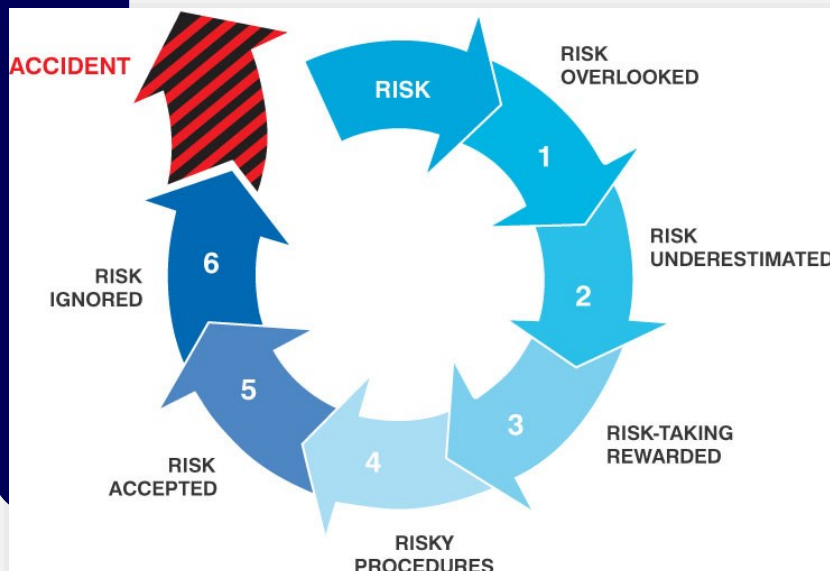 ACCIDENT
RISK
1
RISK
OVERLOOKED
2
RISK
UNDERESTIMATED
3
RISK-TAKING
REWARDED
4
RISKY
PROCEDURES
5
RISK
ACCEPTED
6
RISK
IGNORED